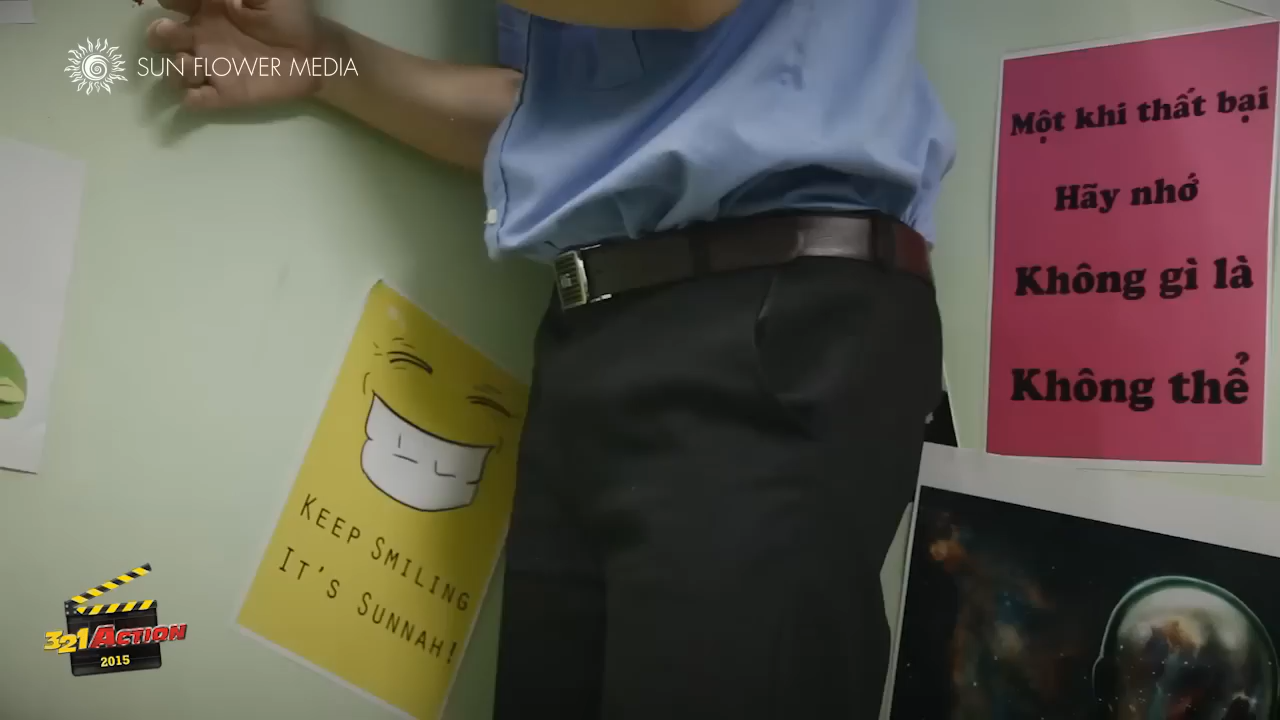 SUN FLOWER MEDIA
Một khi thất bại
Hãy nhớ
Không gì là
Không thể
KEEP SMILING
IT'S SUNNAH!
321 ACTION
2015